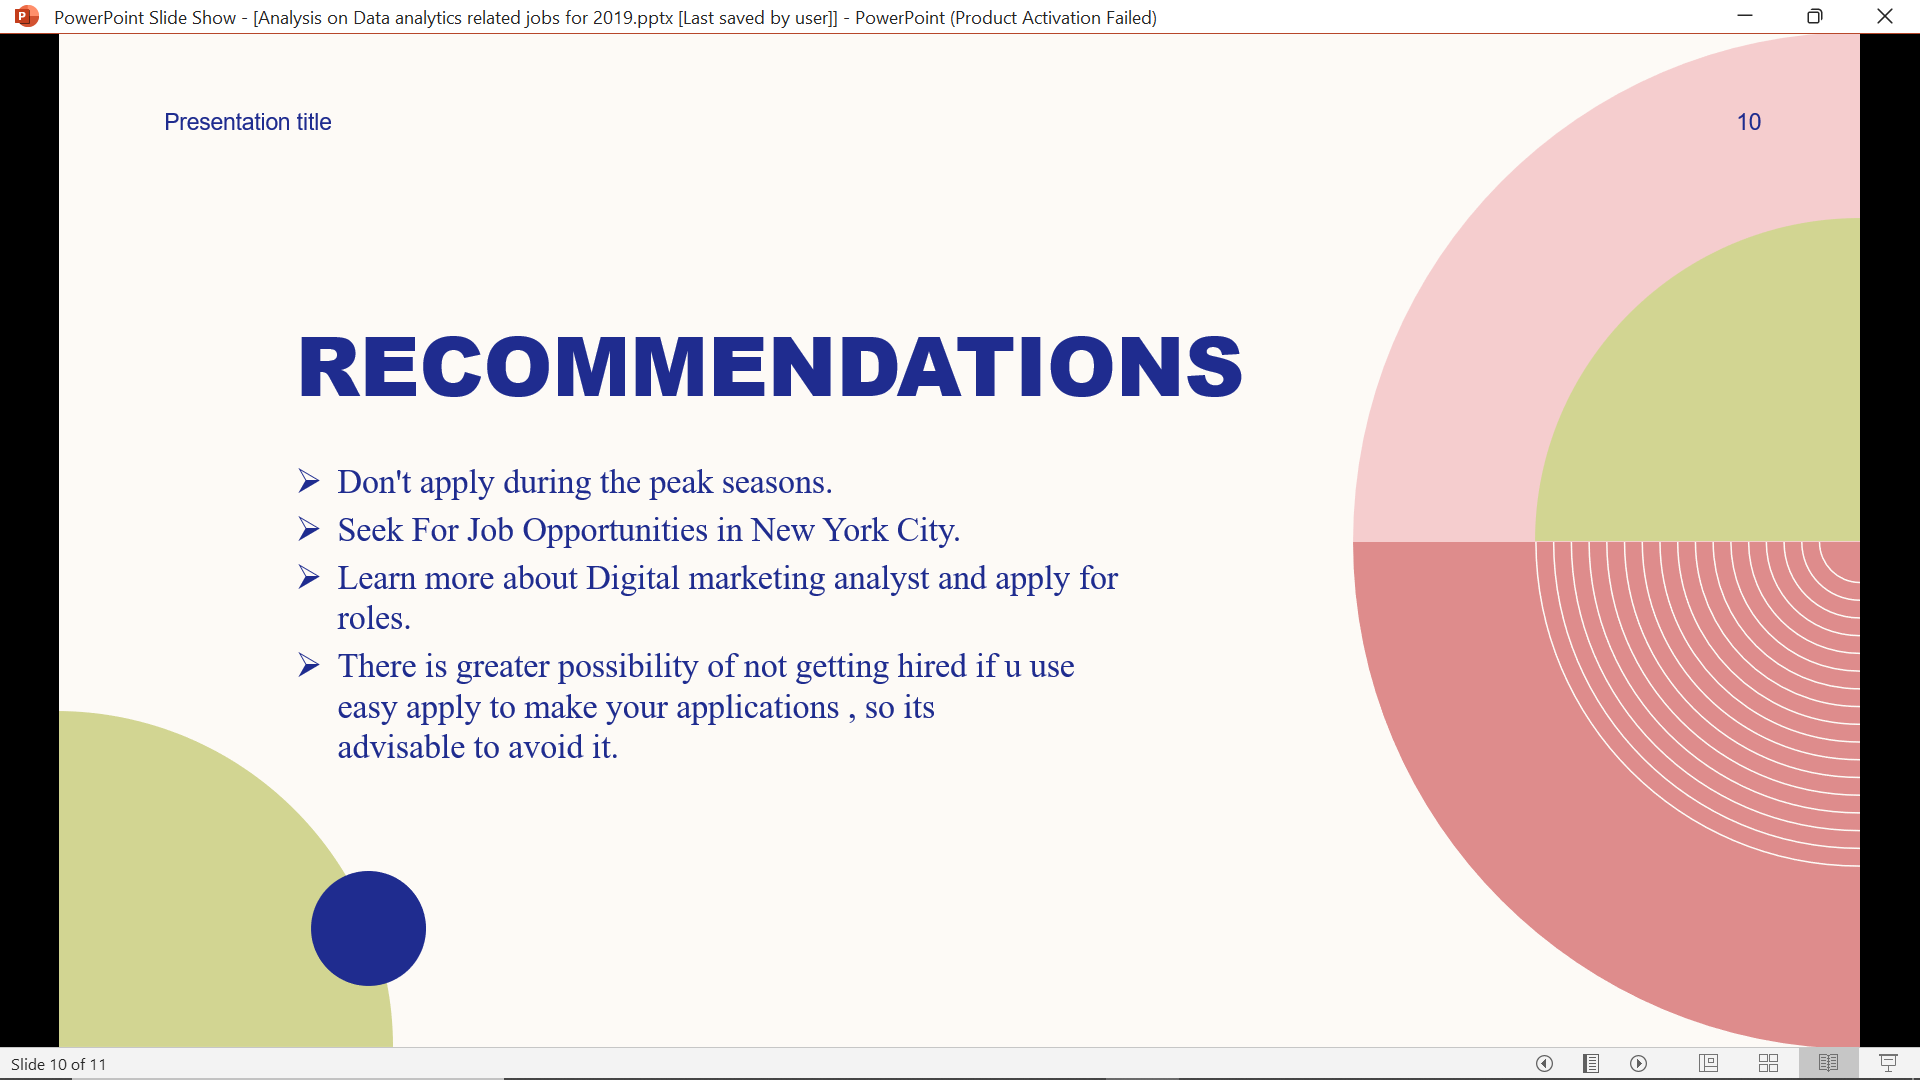 PowerPoint Slide Show - [Analysis on Data analytics related jobs for 2019.pptx [Last saved by user]] - PowerPoint (Product Activation Failed)
Presentation title
10
RECOMMENDATIONS
➢ Don't apply during the peak seasons.
➢ Seek For Job Opportunities in New York City.
➢ Learn more about Digital marketing analyst and apply for
roles.
➢ There is greater possibility of not getting hired if u use
easy apply to make your applications , so its
advisable to avoid it.
Slide 10 of 11